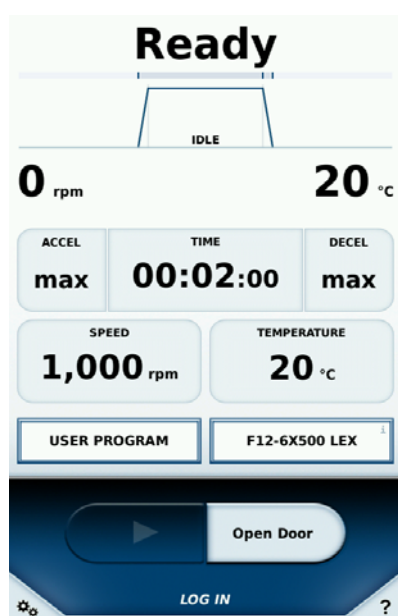 Ready
IDLE
0 rpm 20 °C
ACCEL TIME DECEL
max 00:02:00 max
SPEED TEMPERATURE
1,000 rpm 20 °C
USER PROGRAM F12-6X500 LEX i
Open Door
LOG IN ?